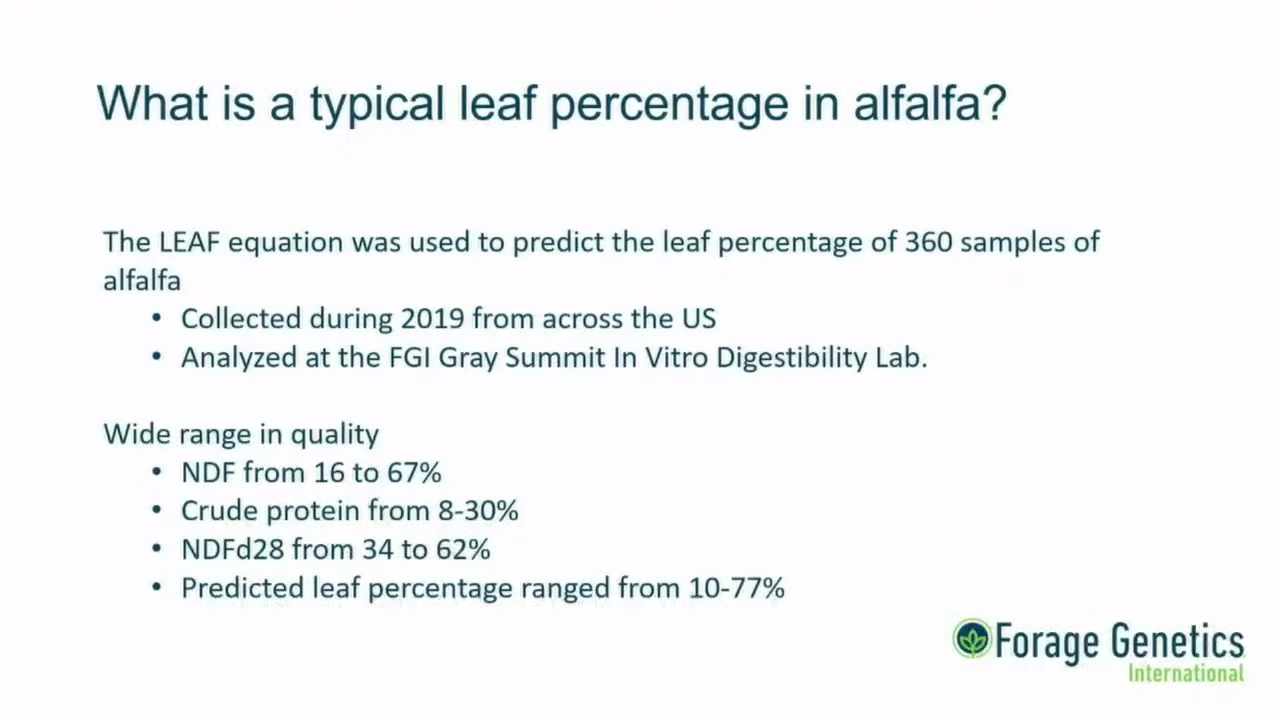 What is a typical leaf percentage in alfalfa?
The LEAF equation was used to predict the leaf percentage of 360 samples of
alfalfa
• Collected during 2019 from across the US
• Analyzed at the FGI Gray Summit In Vitro Digestibility Lab.
Wide range in quality
• NDF from 16 to 67%
• Crude protein from 8-30%
• NDFd28 from 34 to 62%
• Predicted leaf percentage ranged from 10-77%
Forage Genetics
International